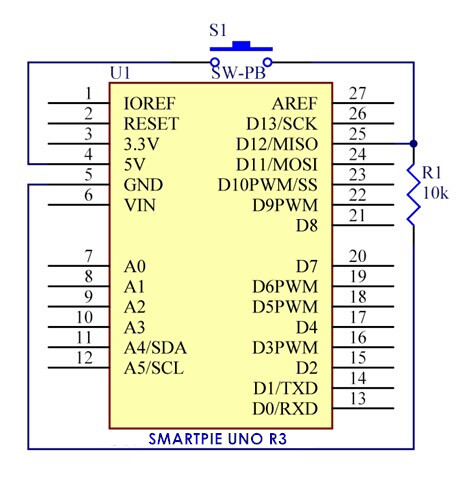 S1
SW-PB
U1
1 IOREF AREF 27
2 RESET D13/SCK 26
3 3.3V D12/MISO 25
4 5V D11/MOSI 24
5 GND D10PWM/SS 23
6 VIN D9PWM 22
D8 21
R1
10k
7 A0 D7 20
8 A1 D6PWM 19
9 A2 D5PWM 18
10 A3 D4 17
11 A4/SDA D3PWM 16
12 A5/SCL D2 15
D1/TXD 14
D0/RXD 13
SMARTPIE UNO R3